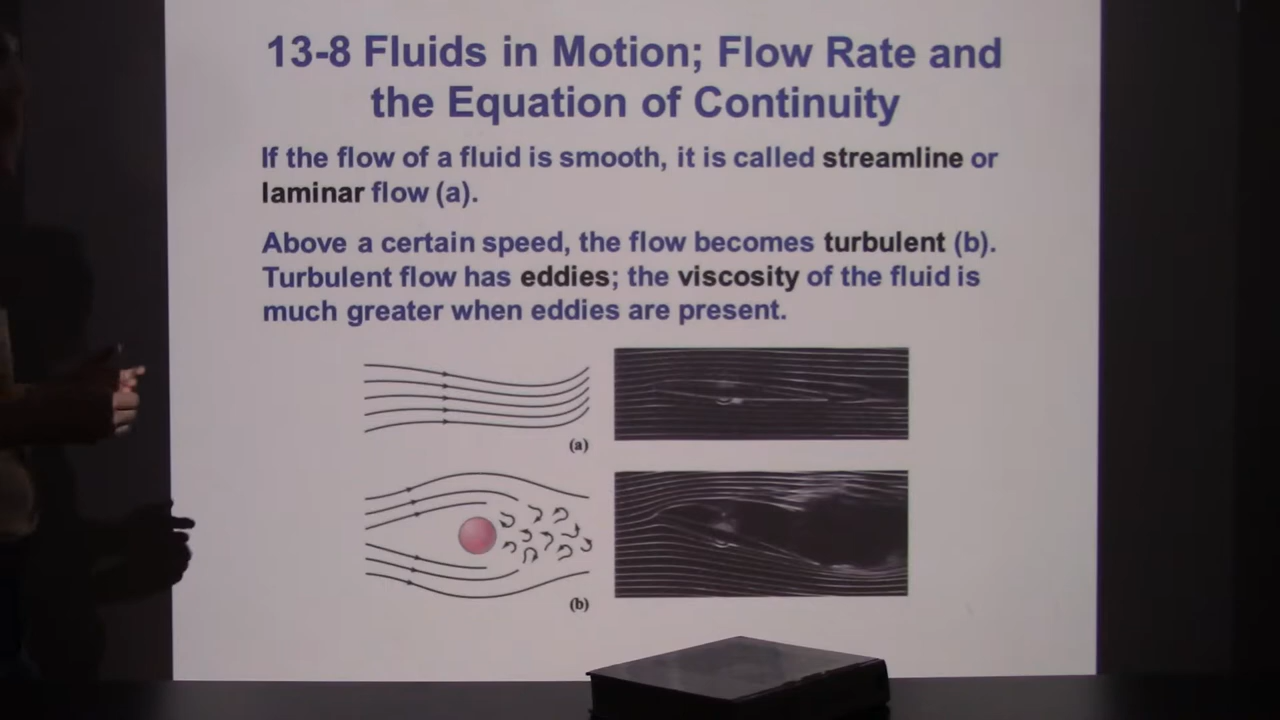 13-8 Fluids in Motion; Flow Rate and
the Equation of Continuity
If the flow of a fluid is smooth, it is called streamline or
laminar flow (a).
Above a certain speed, the flow becomes turbulent (b).
Turbulent flow has eddies; the viscosity of the fluid is
much greater when eddies are present.
(a)
(b)